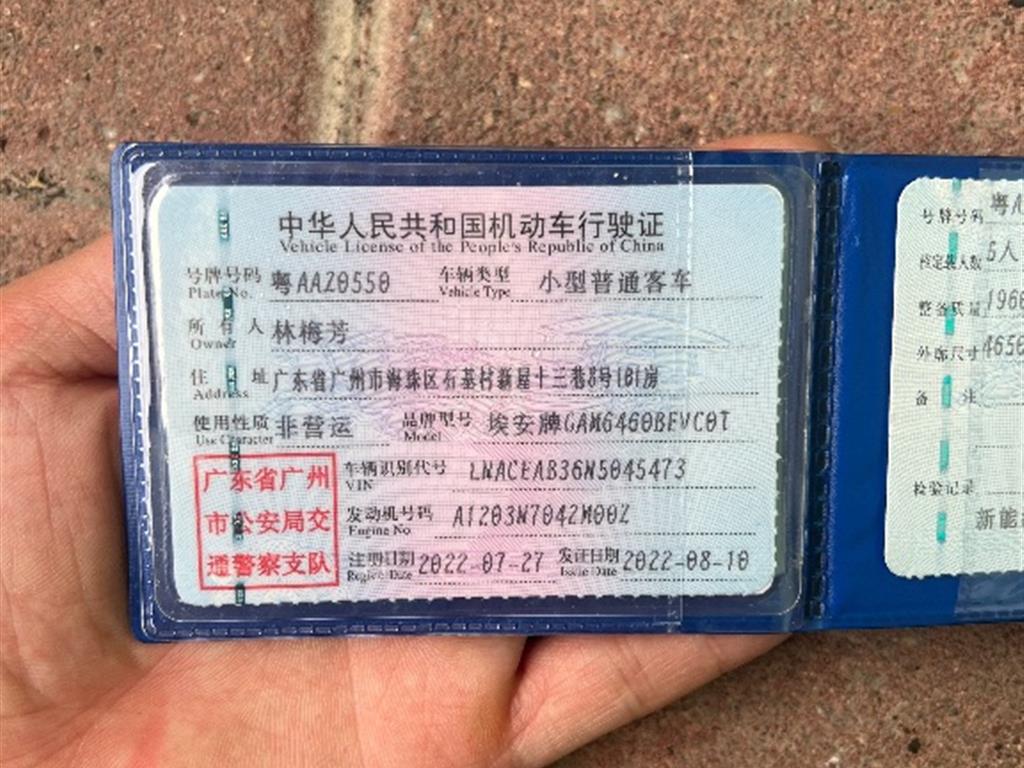 中华人民共和国机动车行驶证
Vehicle License of the People's Republic of China
号牌号码 粤AAZ0550 车辆类型 小型普通客车
Plate No. Vehicle Type
所有人 林梅芳
Owner
住址 广东省广州市海珠区石基村新屋十三巷8号101房
Address
使用性质 非营运 品牌型号 埃安牌GAM6460BEVC0T
Use Character Model
车辆识别代号 LNACEAB36N5045473
VIN
发动机号码 A1203N7042M00Z
Engine No.
注册日期 2022-07-27 发证日期 2022-08-10
Register Date Issue Date
广东省广州
市公安局交
通警察支队
号牌号码 粤A
核定载人数 5人
整备质量 196
外廓尺寸 465
备注
检验记录
新能